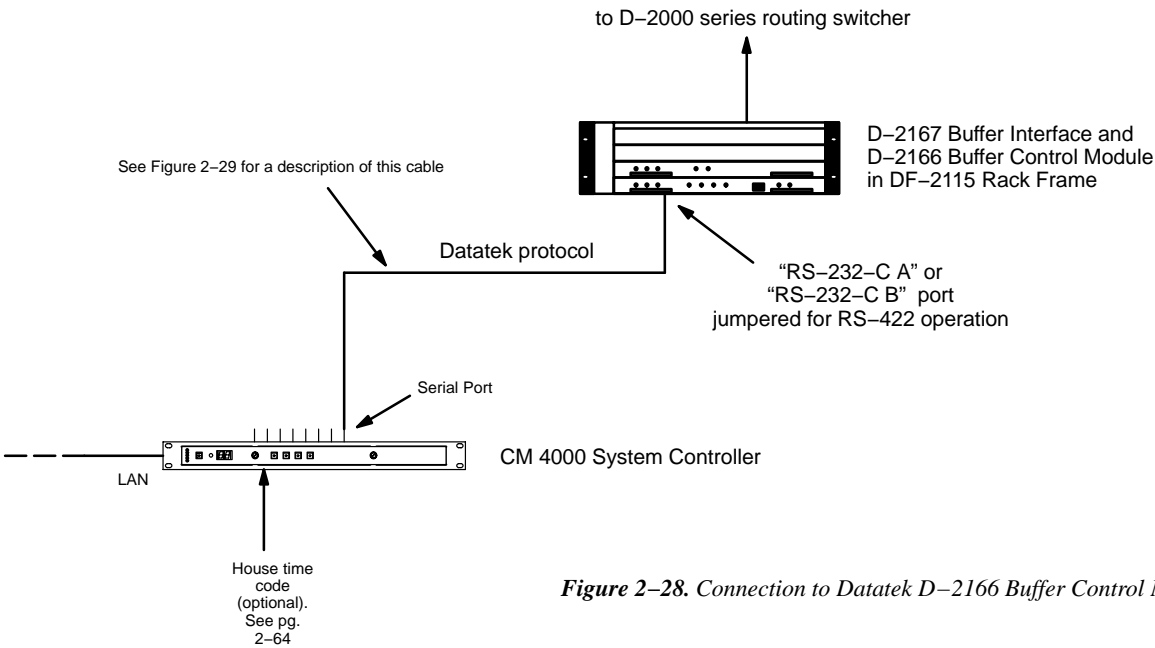 to D−2000 series routing switcher
D−2167 Buffer Interface and
D−2166 Buffer Control Module
in DF−2115 Rack Frame
See Figure 2−29 for a description of this cable
Datatek protocol
“RS−232−C A” or
“RS−232−C B” port
jumpered for RS−422 operation
Serial Port
CM 4000 System Controller
LAN
House time
code
(optional).
See pg.
2−64
Figure 2−28. Connection to Datatek D−2166 Buffer Control